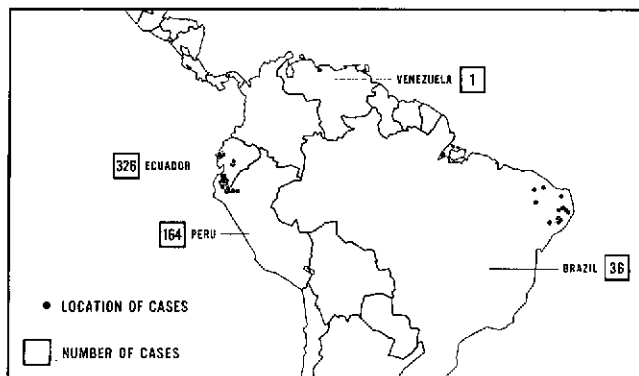 VENEZUELA 1
326 ECUADOR
164 PERU
BRAZIL 36
• LOCATION OF CASES
NUMBER OF CASES